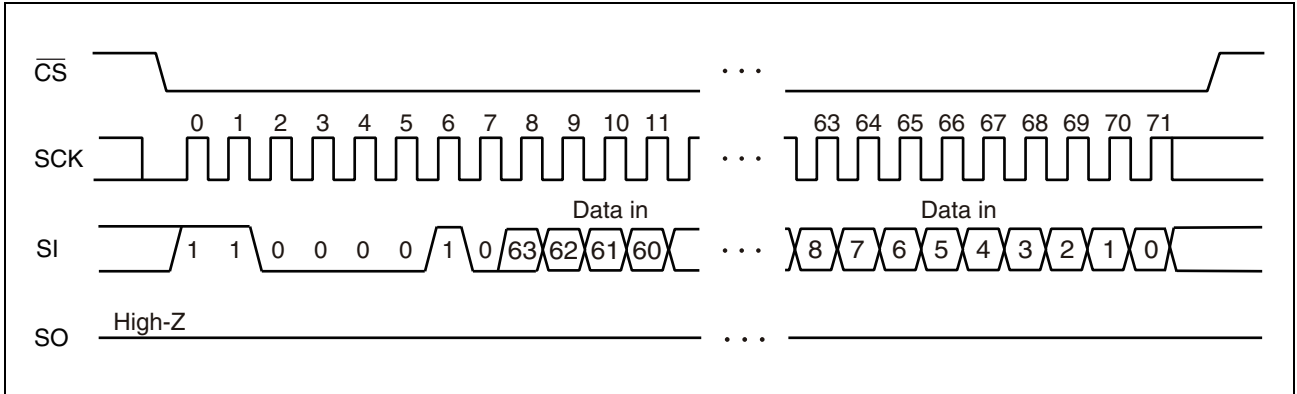 CS
0 1 2 3 4 5 6 7 8 9 10 11 63 64 65 66 67 68 69 70 71
SCK
Data in Data in
SI 1 1 0 0 0 0 1 0 63 62 61 60 8 7 6 5 4 3 2 1 0
High-Z
SO